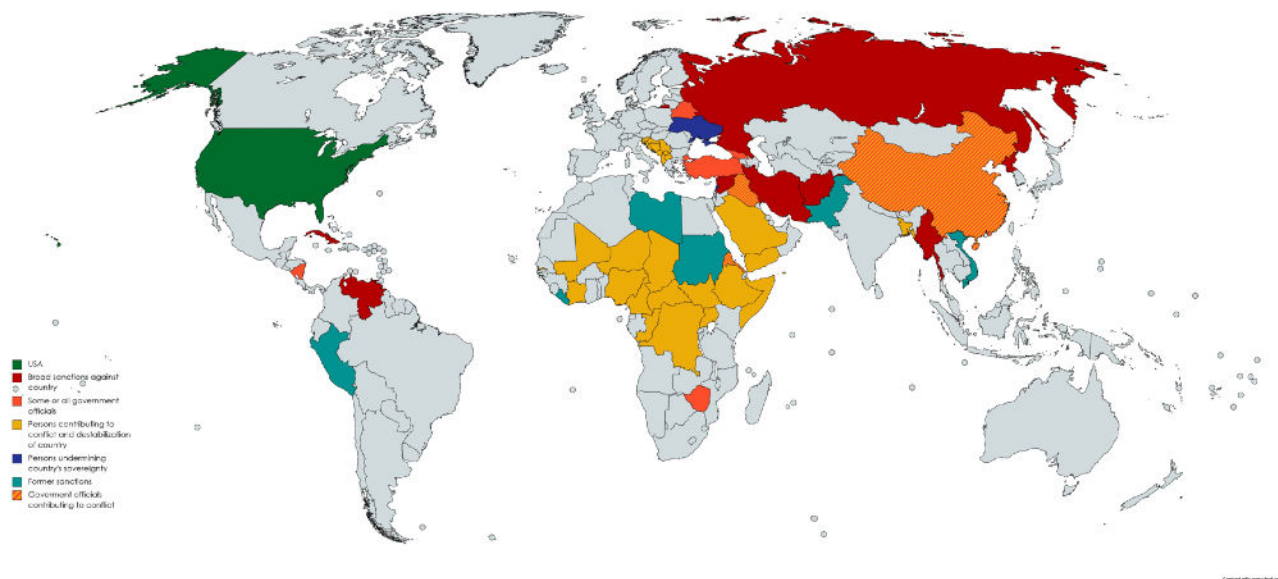 USA
Broad sanctions against
country
Some or all government
officials
Persons contributing to
conflict and destabilization
of country
Persons undermining
country's sovereignty
Former sanctions
Goverment officials
contributing to conflict